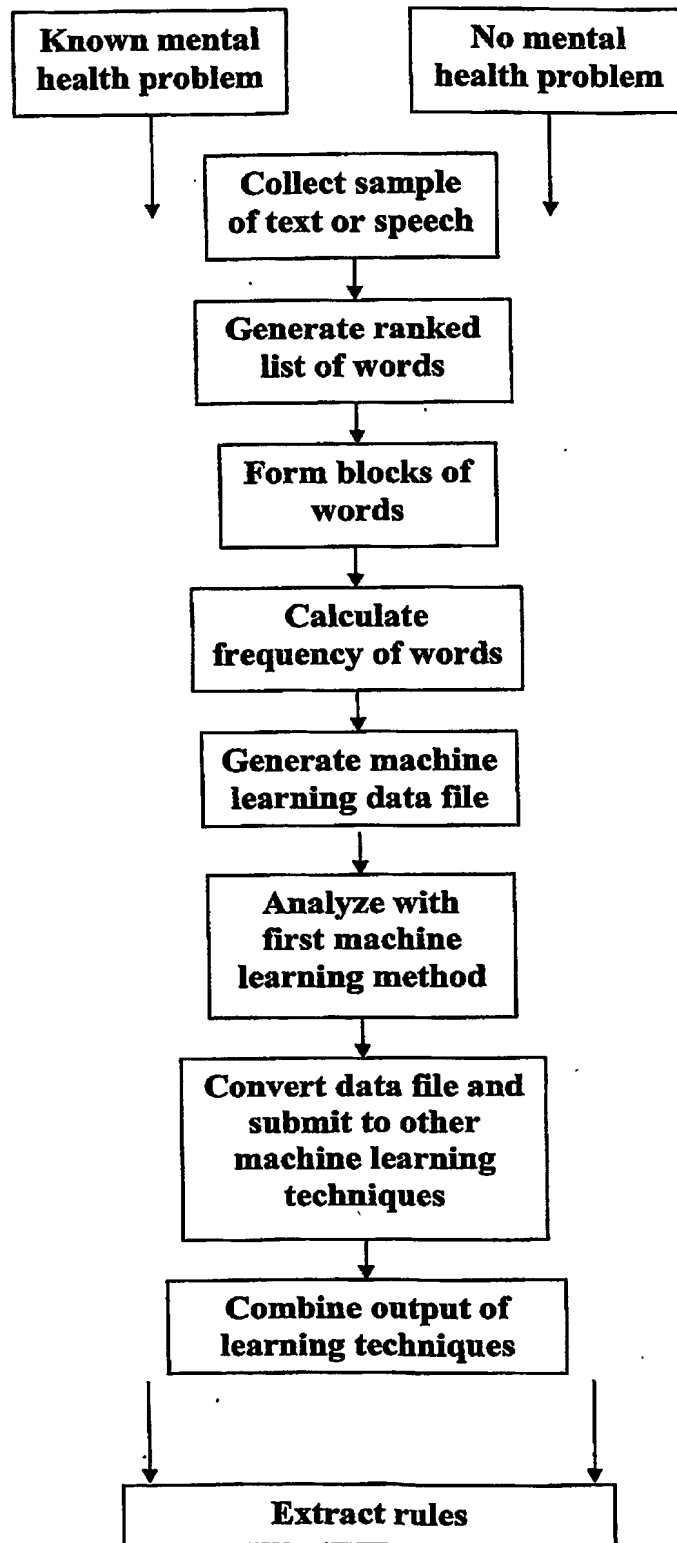 Known mental
health problem
No mental
health problem
Collect sample
of text or speech
Generate ranked
list of words
Form blocks of
words
Calculate
frequency of words
Generate machine
learning data file
Analyze with
first machine
learning method
Convert data file and
submit to other
machine learning
techniques
Combine output of
learning techniques
Extract rules